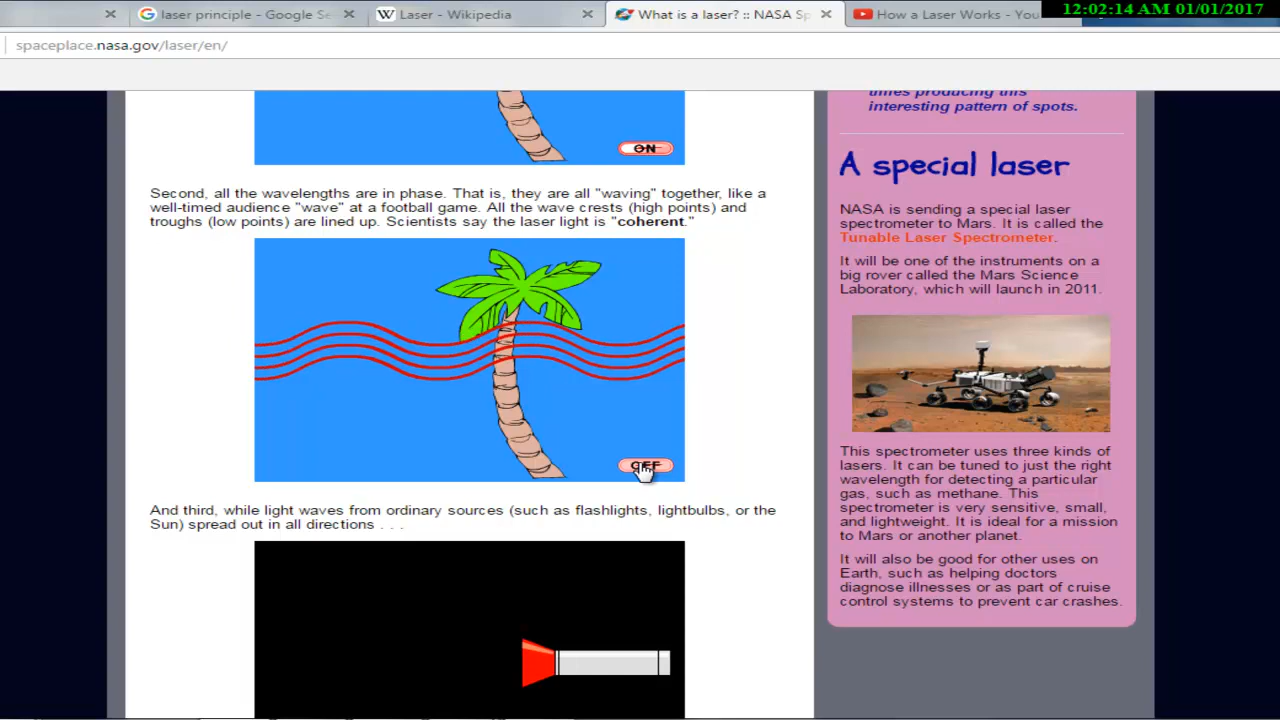 laser principle - Google Se
Laser - Wikipedia
What is a laser? :: NASA Sp
How a Laser Works - You
12:02:14 AM 01/01/2017
spaceplace.nasa.gov/laser/en/
times producing this
interesting pattern of spots.
ON
Second, all the wavelengths are in phase. That is, they are all "waving" together, like a
well-timed audience "wave" at a football game. All the wave crests (high points) and
troughs (low points) are lined up. Scientists say the laser light is "coherent."
OFF
And third, while light waves from ordinary sources (such as flashlights, lightbulbs, or the
Sun) spread out in all directions . . .
A special laser
NASA is sending a special laser
spectrometer to Mars. It is called the
Tunable Laser Spectrometer.
It will be one of the instruments on a
big rover called the Mars Science
Laboratory, which will launch in 2011.
This spectrometer uses three kinds of
lasers. It can be tuned to just the right
wavelength for detecting a particular
gas, such as methane. This
spectrometer is very sensitive, small,
and lightweight. It is ideal for a mission
to Mars or another planet.
It will also be good for other uses on
Earth, such as helping doctors
diagnose illnesses or as part of cruise
control systems to prevent car crashes.